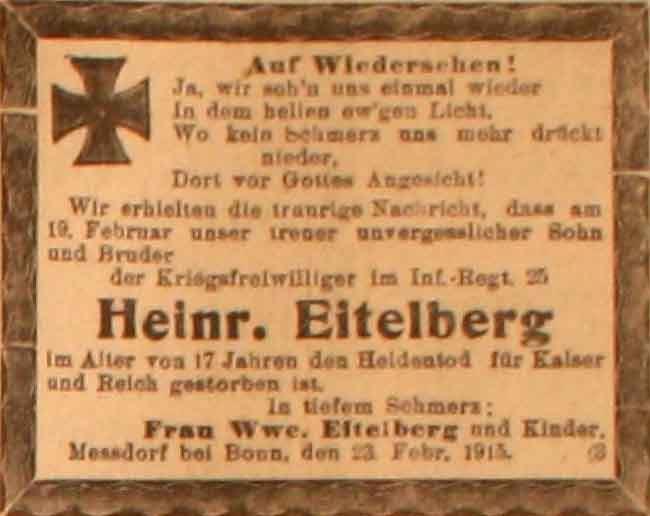 Auf Wiedersehen!
Ja, wir seh'n uns einmal wieder
In dem hellen ew'gen Licht,
Wo kein Schmerz uns mehr drückt
nieder,
Dort vor Gottes Angesicht!
Wir erhielten die traurige Nachricht, dass am
19. Februar unser treuer unvergesslicher Sohn
und Bruder
der Kriegsfreiwilliger im Inf.-Regt. 25
Heinr. Eitelberg
im Alter von 17 Jahren den Heldentod für Kaiser
und Reich gestorben ist.
In tiefem Schmerz:
Frau Wwe. Eitelberg und Kinder.
Messdorf bei Bonn, den 23. Febr. 1915.